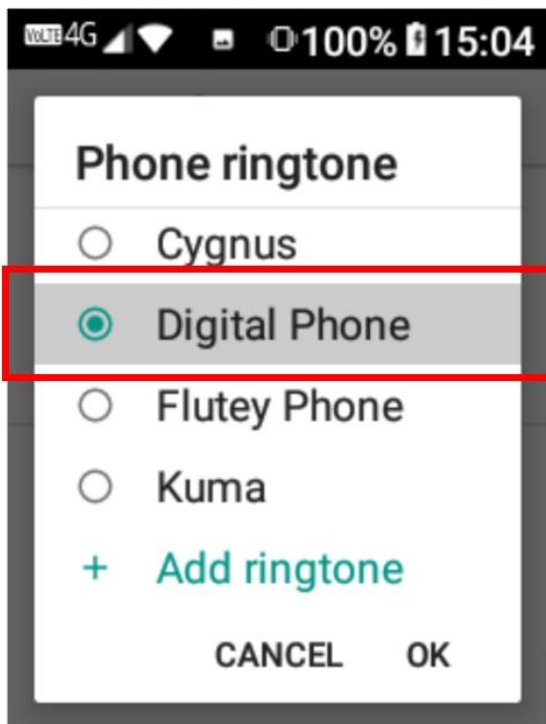 VoLTE 4G 100% 15:04
Phone ringtone
Cygnus
Digital Phone
Flutey Phone
Kuma
+ Add ringtone
CANCEL OK